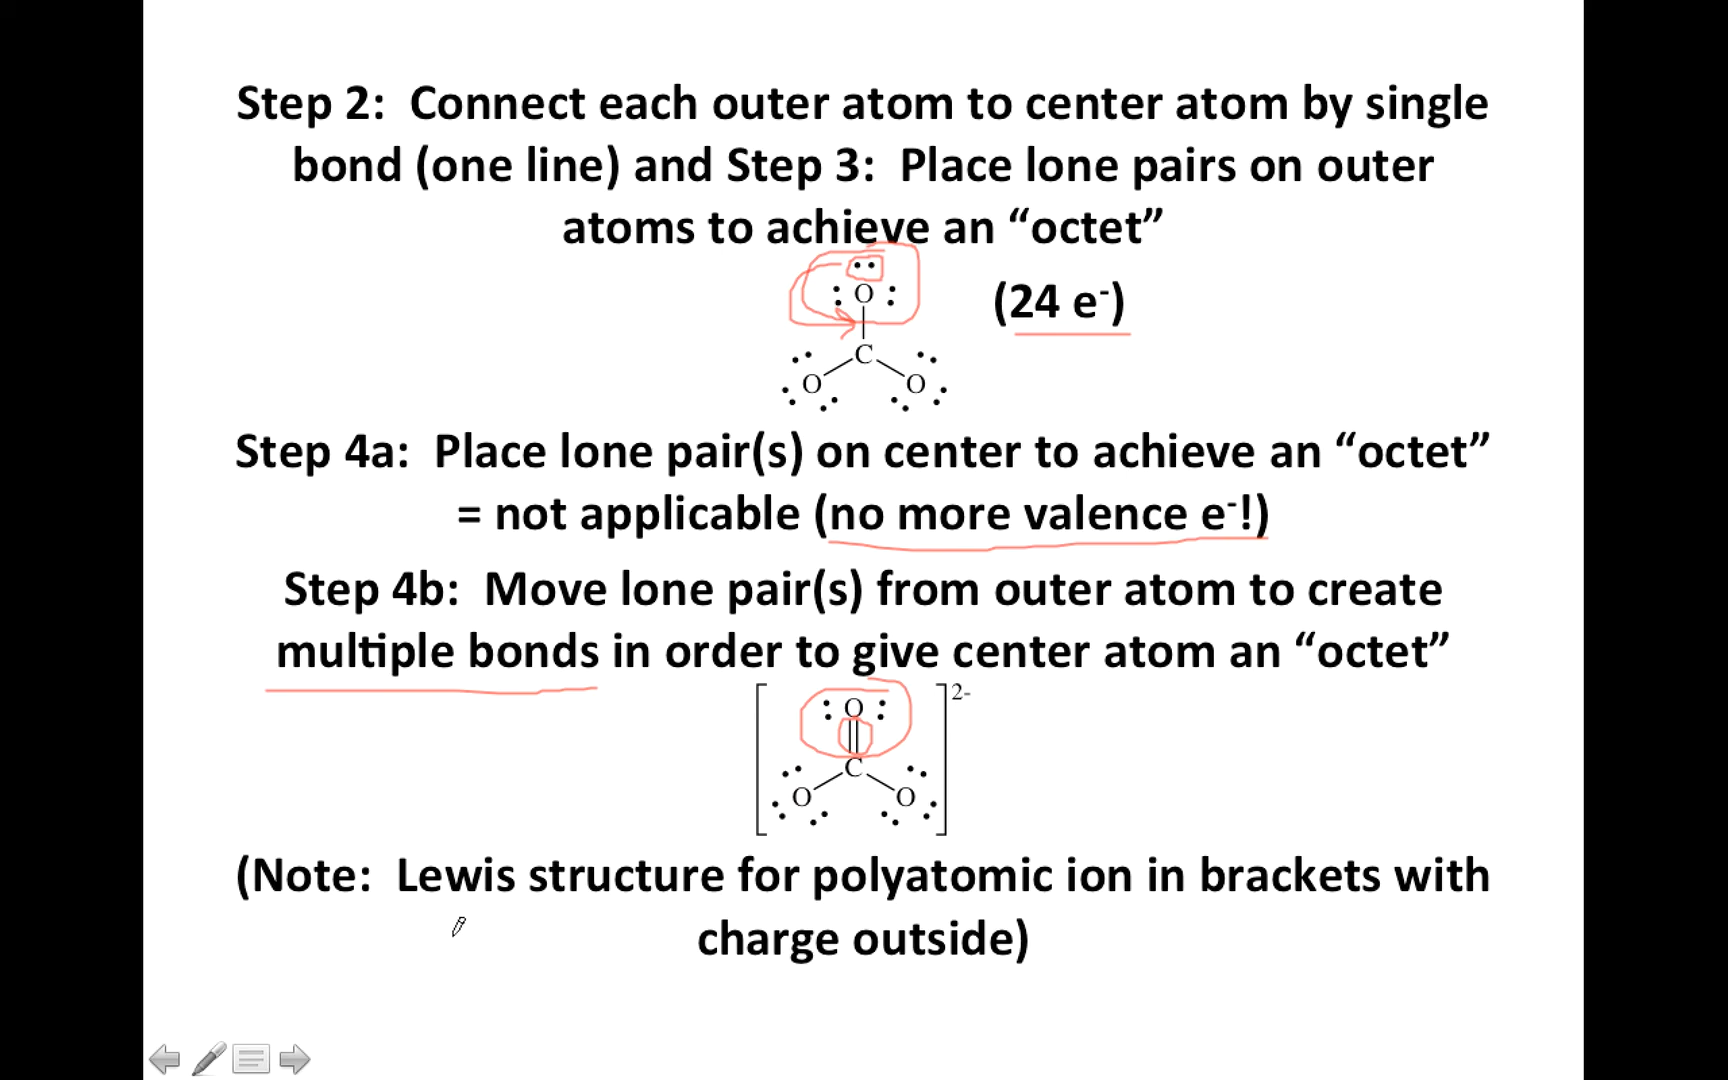 Step 2:  Connect each outer atom to center atom by single
bond (one line) and Step 3:  Place lone pairs on outer
atoms to achieve an “octet”
O
(24 e⁻)
C
O O
Step 4a:  Place lone pair(s) on center to achieve an “octet”
= not applicable (no more valence e⁻!)
Step 4b:  Move lone pair(s) from outer atom to create
multiple bonds in order to give center atom an “octet”
2-
O
C
O O
(Note:  Lewis structure for polyatomic ion in brackets with
charge outside)